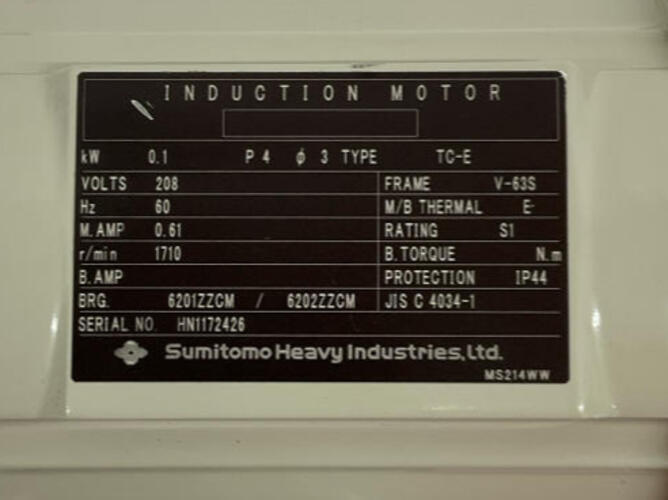 INDUCTION MOTOR
kW 0.1 P 4 ϕ 3 TYPE TC-E
VOLTS 208 FRAME V-63S
Hz 60 M/B THERMAL E
M.AMP 0.61 RATING S1
r/min 1710 B.TORQUE N.m
B.AMP PROTECTION IP44
BRG. 6201ZZCM / 6202ZZCM JIS C 4034-1
SERIAL NO. HN1172426
Sumitomo Heavy Industries,Ltd.
MS214WW